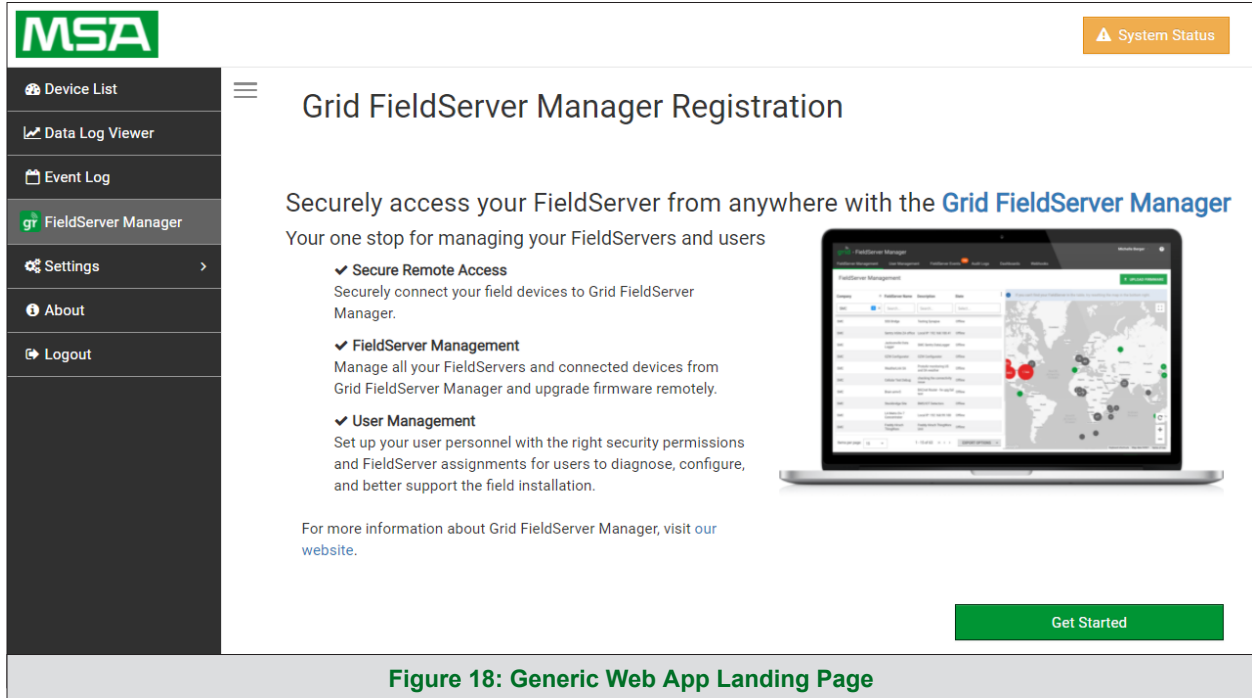 MSA
System Status
Device List
Data Log Viewer
Event Log
gr FieldServer Manager
Settings
About
Logout
Grid FieldServer Manager Registration
Securely access your FieldServer from anywhere with the Grid FieldServer Manager
Your one stop for managing your FieldServers and users
Secure Remote Access
Securely connect your field devices to Grid FieldServer
Manager.
FieldServer Management
Manage all your FieldServers and connected devices from
Grid FieldServer Manager and upgrade firmware remotely.
User Management
Set up your user personnel with the right security permissions
and FieldServer assignments for users to diagnose, configure,
and better support the field installation.
For more information about Grid FieldServer Manager, visit our
website.
FieldServer Manager
FieldServer Management
Get Started
Figure 18: Generic Web App Landing Page